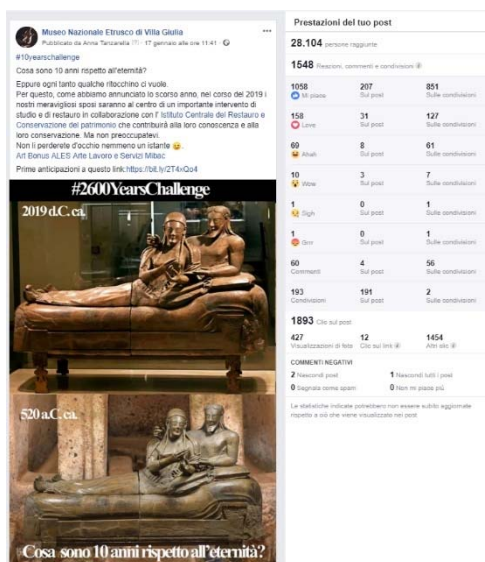 Museo Nazionale Etrusco di Villa Giulia
Pubblicato da Anna Tanzarella · 17 gennaio alle ore 11:41
#10yearschallenge
Cosa sono 10 anni rispetto all'eternità?
Eppure ogni tanto qualche ritocchino ci vuole.
Per questo, come abbiamo annunciato lo scorso anno, nel corso del 2019 i
nostri meravigliosi sposi saranno al centro di un importante intervento di
studio e di restauro in collaborazione con l' Istituto Centrale del Restauro e
Conservazione del patrimonio che contribuirà alla loro conoscenza e alla
loro conservazione. Ma non preoccupatevi.
Non li perderete d'occhio nemmeno un istante 😉.
Art Bonus ALES Arte Lavoro e Servizi Mibac
Prime anticipazioni a questo link:https://bit.ly/2T4xQo4
#2600YearsChallenge
2019 d.C. ca.
520 a.C. ca.
Cosa sono 10 anni rispetto all'eternità?
Prestazioni del tuo post
28.104 persone raggiunte
1548 Reazioni, commenti e condivisioni
1058 207 851
Mi piace Sul post Sulle condivisioni
158 31 127
Love Sul post Sulle condivisioni
69 8 61
Ahah Sul post Sulle condivisioni
10 3 7
Wow Sul post Sulle condivisioni
1 0 1
Sigh Sul post Sulle condivisioni
1 0 1
Grrr Sul post Sulle condivisioni
60 4 56
Commenti Sul post Sulle condivisioni
193 191 2
Condivisioni Sul post Sulle condivisioni
1893 Clic sul post
427 12 1454
Visualizzazioni di foto Clic sul link Altri clic
COMMENTI NEGATIVI
2 Nascondi post 1 Nascondi tutti i post
0 Segnala come spam 0 Non mi piace più
Le statistiche indicate potrebbero non essere subito aggiornate
rispetto a ciò che viene visualizzato nei post